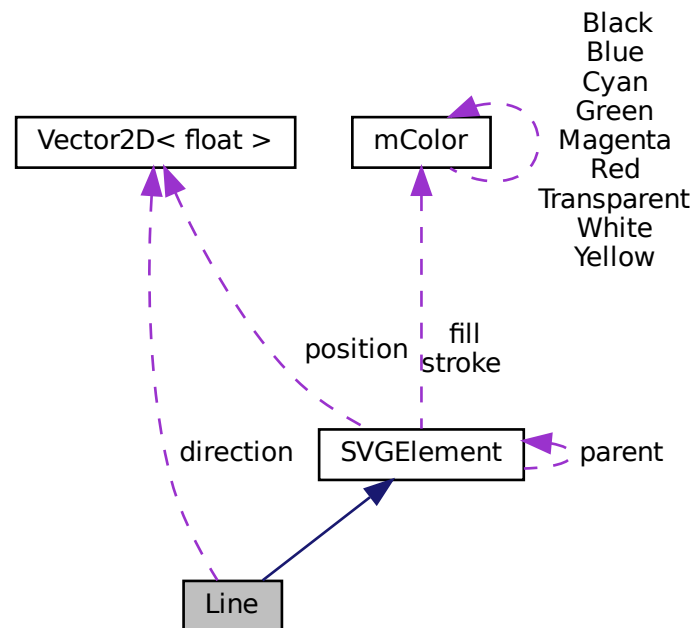 Black
Blue
Cyan
Green
Magenta
Red
Transparent
White
Yellow
Vector2D< float >
mColor
position
fill
stroke
direction
SVGElement
parent
Line